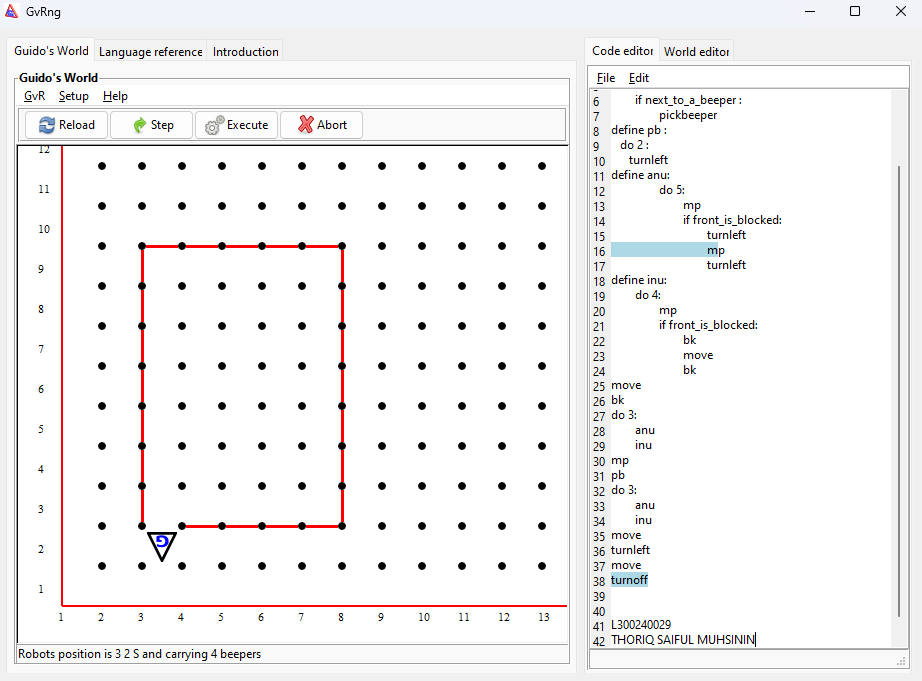 GvRng
Guido's World
Language reference
Introduction
Guido's World
GvR
Setup
Help
Reload
Step
Execute
Abort
12
11
10
9
8
7
6
5
4
3
2
1
1 2 3 4 5 6 7 8 9 10 11 12 13
G
Robots position is 3 2 S and carrying 4 beepers
Code editor
World editor
File
Edit
6 if next_to_a_beeper :
7 pickbeeper
8 define pb :
9 do 2 :
10 turnleft
11 define anu:
12 do 5:
13 mp
14 if front_is_blocked:
15 turnleft
16 mp
17 turnleft
18 define inu:
19 do 4:
20 mp
21 if front_is_blocked:
22 bk
23 move
24 bk
25 move
26 bk
27 do 3:
28 anu
29 inu
30 mp
31 pb
32 do 3:
33 anu
34 inu
35 move
36 turnleft
37 move
38 turnoff
39
40
41 L300240029
42 THORIQ SAIFUL MUHSININ